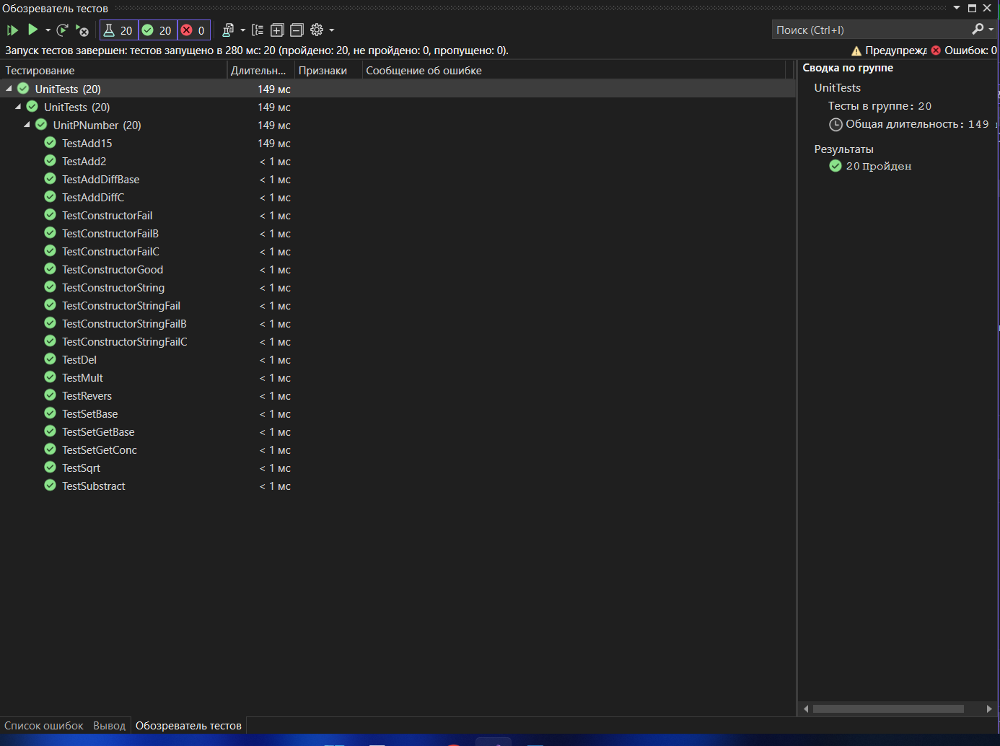 Обозреватель тестов
20 20 0
Поиск (Ctrl+I)
Запуск тестов завершен: тестов запущено в 280 мс: 20 (пройдено: 20, не пройдено: 0, пропущено: 0).
Предупрежд Ошибок: 0
Тестирование Длительн... Признаки Сообщение об ошибке
UnitTests (20) 149 мс
UnitTests (20) 149 мс
UnitPNumber (20) 149 мс
TestAdd15 149 мс
TestAdd2 < 1 мс
TestAddDiffBase < 1 мс
TestAddDiffC < 1 мс
TestConstructorFail < 1 мс
TestConstructorFailB < 1 мс
TestConstructorFailC < 1 мс
TestConstructorGood < 1 мс
TestConstructorString < 1 мс
TestConstructorStringFail < 1 мс
TestConstructorStringFailB < 1 мс
TestConstructorStringFailC < 1 мс
TestDel < 1 мс
TestMult < 1 мс
TestRevers < 1 мс
TestSetBase < 1 мс
TestSetGetBase < 1 мс
TestSetGetConc < 1 мс
TestSqrt < 1 мс
TestSubstract < 1 мс
Сводка по группе
UnitTests
Тесты в группе: 20
Общая длительность: 149
Результаты
20 Пройден
Список ошибок Вывод Обозреватель тестов